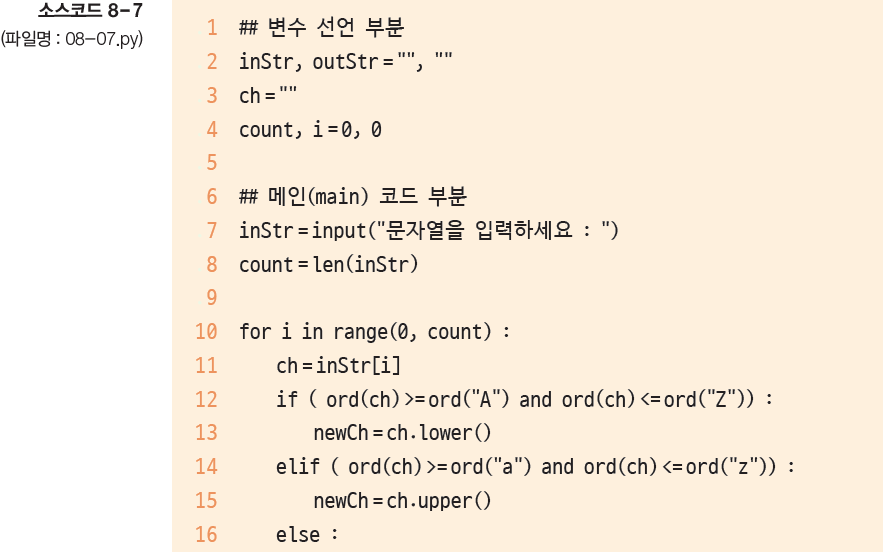 소스코드 8-7
(파일명 : 08-07.py)
1 ## 변수 선언 부분
2 inStr, outStr="", ""
3 ch=""
4 count, i=0, 0
5
6 ## 메인(main) 코드 부분
7 inStr=input("문자열을 입력하세요 : ")
8 count=len(inStr)
9
10 for i in range(0, count) :
11     ch=inStr[i]
12     if ( ord(ch)>=ord("A") and ord(ch)<=ord("Z")) :
13         newCh=ch.lower()
14     elif ( ord(ch)>=ord("a") and ord(ch)<=ord("z")) :
15         newCh=ch.upper()
16     else :